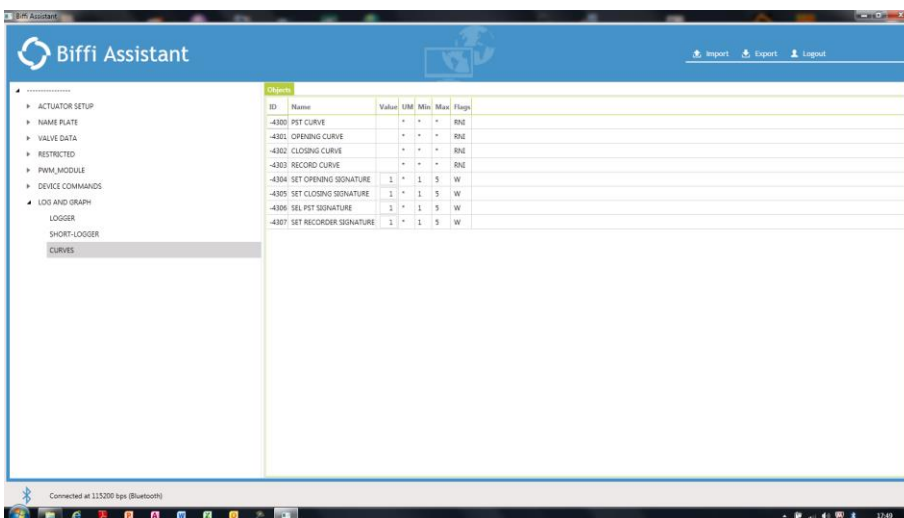 Biffi Assistant
Biffi Assistant
Import Export Logout
----------------
ACTUATOR SETUP
NAME PLATE
VALVE DATA
RESTRICTED
PWM_MODULE
DEVICE COMMANDS
LOG AND GRAPH
LOGGER
SHORT-LOGGER
CURVES
Objects
ID Name Value UM Min Max Flags
-4300 PST CURVE * * * RNI
-4301 OPENING CURVE * * * RNI
-4302 CLOSING CURVE * * * RNI
-4303 RECORD CURVE * * * RNI
-4304 SET OPENING SIGNATURE 1 * 1 5 W
-4305 SET CLOSING SIGNATURE 1 * 1 5 W
-4306 SEL PST SIGNATURE 1 * 1 5 W
-4307 SET RECORDER SIGNATURE 1 * 1 5 W
Connected at 115200 bps (Bluetooth)
17:49